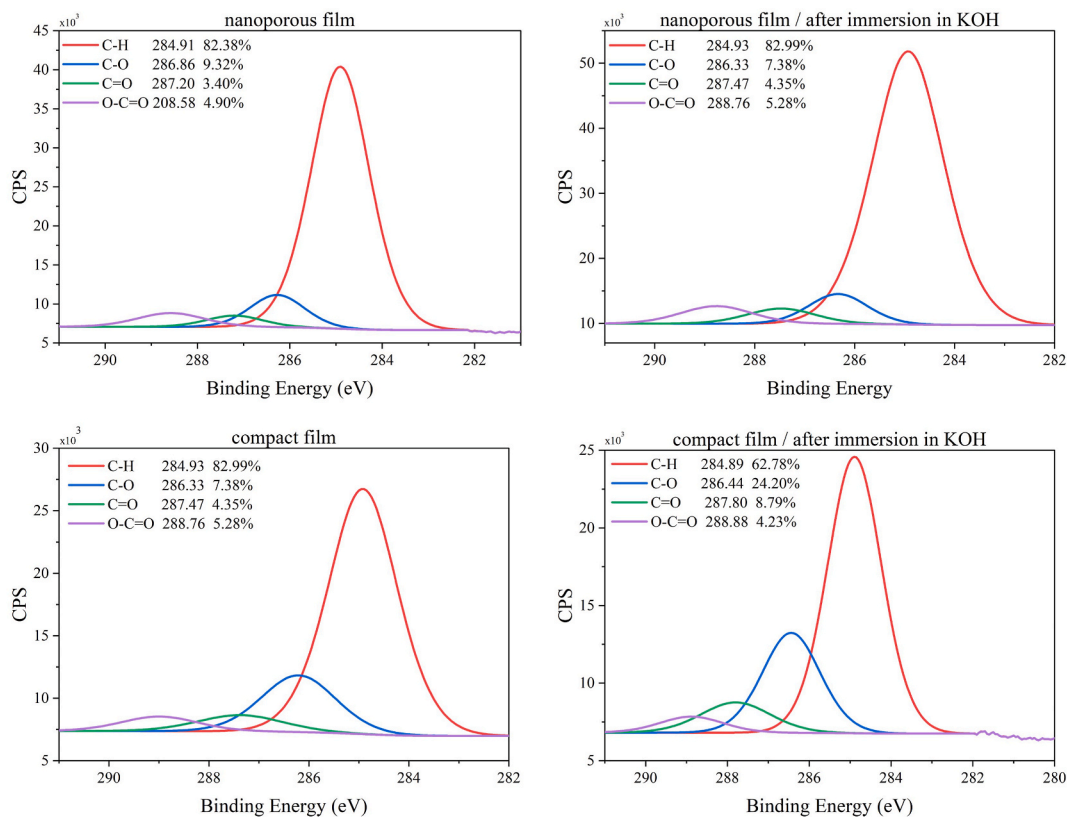 nanoporous film
x10³
C-H 284.91 82.38%
C-O 286.86 9.32%
C=O 287.20 3.40%
O-C=O 208.58 4.90%
45
40
35
30
25
20
15
10
5
CPS
290 288 286 284 282
Binding Energy (eV)
nanoporous film / after immersion in KOH
x10³
C-H 284.93 82.99%
C-O 286.33 7.38%
C=O 287.47 4.35%
O-C=O 288.76 5.28%
50
40
30
20
10
CPS
290 288 286 284 282
Binding Energy
compact film
x10³
C-H 284.93 82.99%
C-O 286.33 7.38%
C=O 287.47 4.35%
O-C=O 288.76 5.28%
30
25
20
15
10
5
CPS
290 288 286 284 282
Binding Energy (eV)
compact film / after immersion in KOH
x10³
C-H 284.89 62.78%
C-O 286.44 24.20%
C=O 287.80 8.79%
O-C=O 288.88 4.23%
25
20
15
10
5
CPS
290 288 286 284 282 280
Binding Energy (eV)